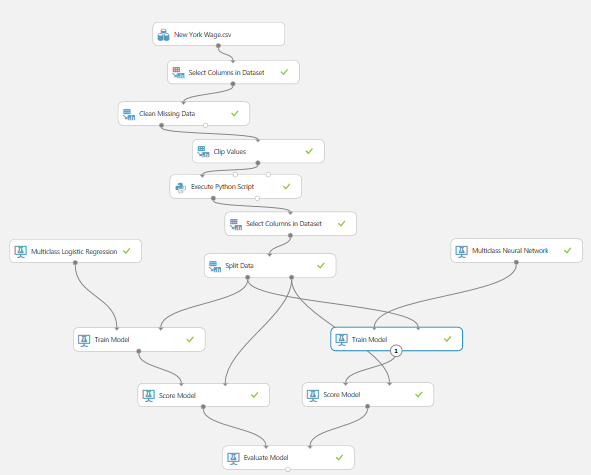 New York Wage.csv
Select Columns in Dataset
Clean Missing Data
Clip Values
Execute Python Script
Select Columns in Dataset
Multiclass Logistic Regression
Multiclass Neural Network
Split Data
Train Model
Train Model
1
Score Model
Score Model
Evaluate Model